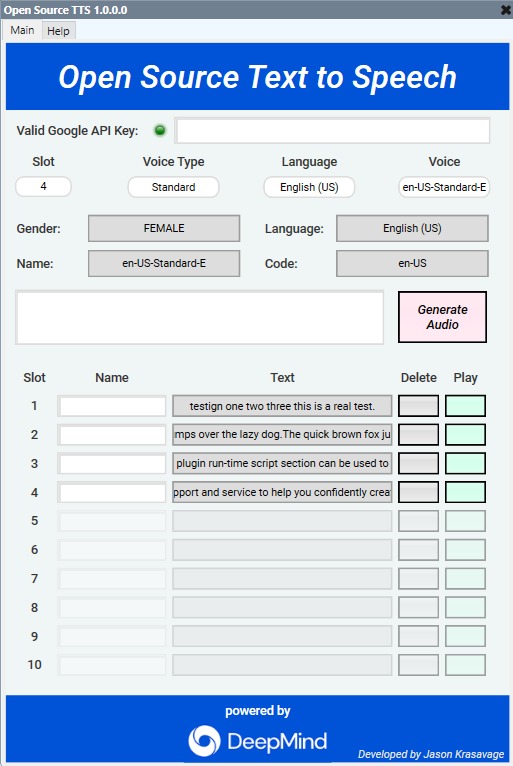 Open Source TTS 1.0.0.0
Main Help
Open Source Text to Speech
Valid Google API Key:
Slot Voice Type Language Voice
4 Standard English (US) en-US-Standard-E
Gender: FEMALE Language: English (US)
Name: en-US-Standard-E Code: en-US
Generate
Audio
Slot Name Text Delete Play
1 testign one two three this is a real test.
2 mps over the lazy dog.The quick brown fox ju
3 plugin run-time script section can be used to
4 pport and service to help you confidently crea
5
6
7
8
9
10
powered by
DeepMind
Developed by Jason Krasavage